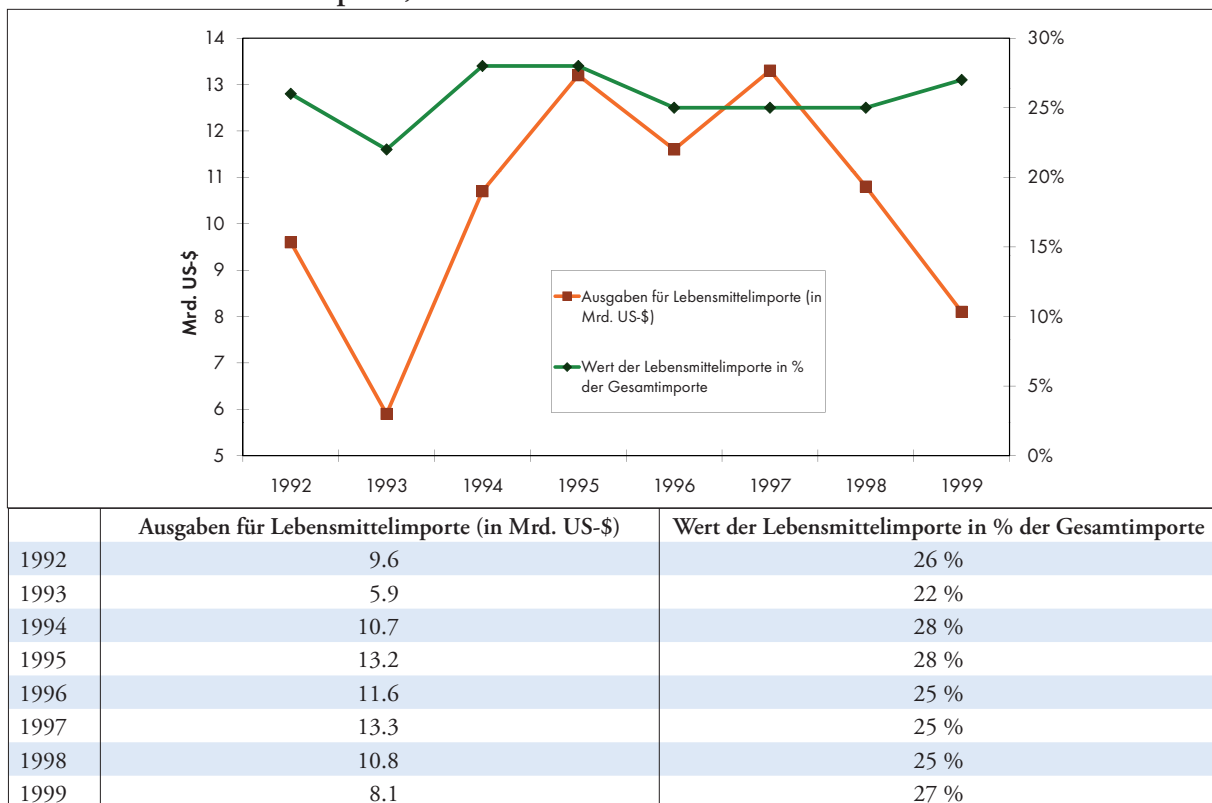 14
13
12
11
10
9
8
7
6
5
Mrd. US-$
30%
25%
20%
15%
10%
5%
0%
Ausgaben für Lebensmittelimporte (in
Mrd. US-$)
Wert der Lebensmittelimporte in %
der Gesamtimporte
1992 1993 1994 1995 1996 1997 1998 1999
Ausgaben für Lebensmittelimporte (in Mrd. US-$) Wert der Lebensmittelimporte in % der Gesamtimporte
1992 9.6 26 %
1993 5.9 22 %
1994 10.7 28 %
1995 13.2 28 %
1996 11.6 25 %
1997 13.3 25 %
1998 10.8 25 %
1999 8.1 27 %